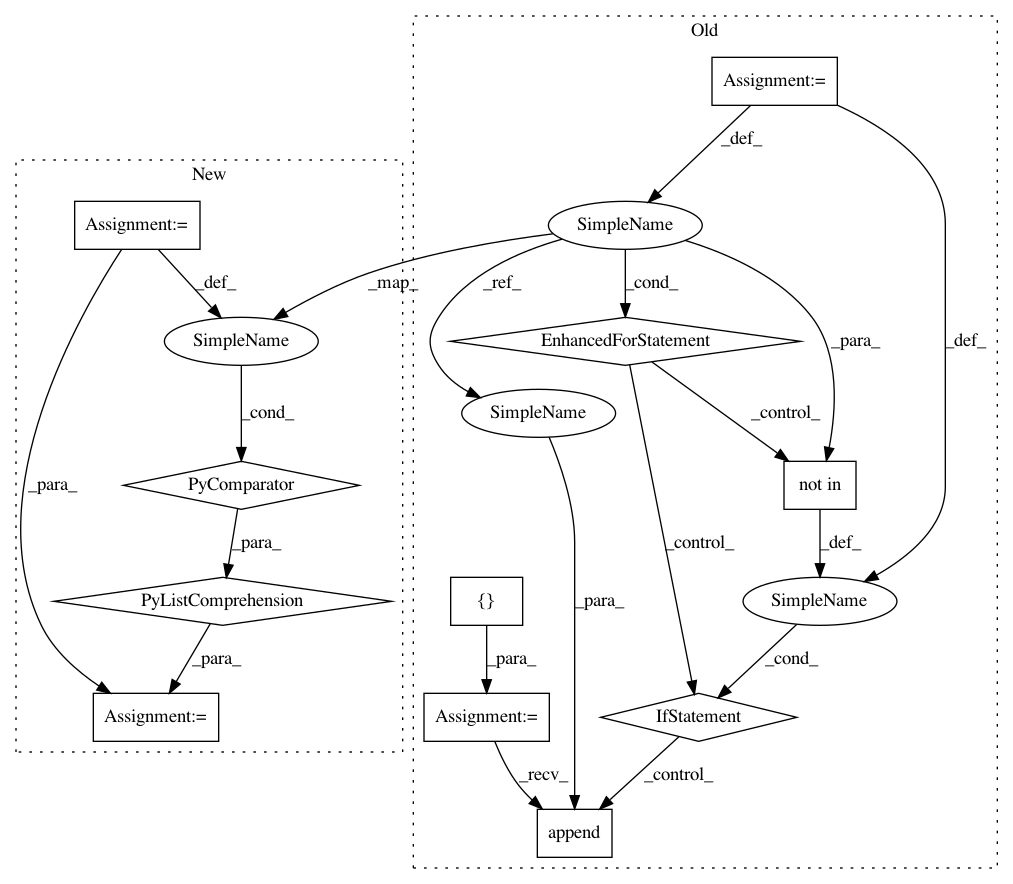 Old
Assignment:=
_def_
New
Assignment:=
SimpleName
_def_
_map_
_ref_
_cond_
_para_
_def_
SimpleName
EnhancedForStatement
_cond_
SimpleName
_control_
_para_
PyComparator
not in
_para_
_control_
_def_
PyListComprehension
{}
_para_
SimpleName
_para_
_para_
_cond_
Assignment:=
Assignment:=
IfStatement
_recv_
_control_
append